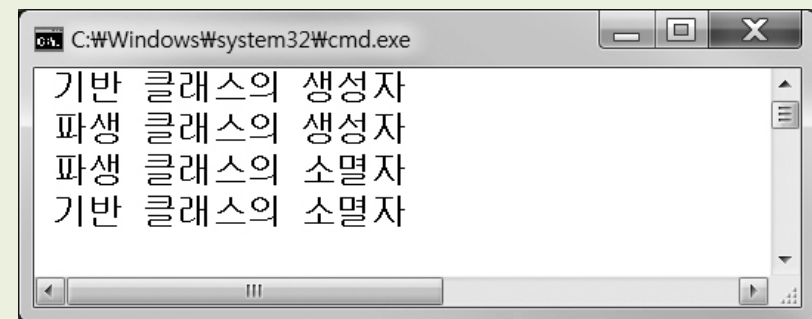 C:\Windows\system32\cmd.exe
기반 클래스의 생성자
파생 클래스의 생성자
파생 클래스의 소멸자
기반 클래스의 소멸자